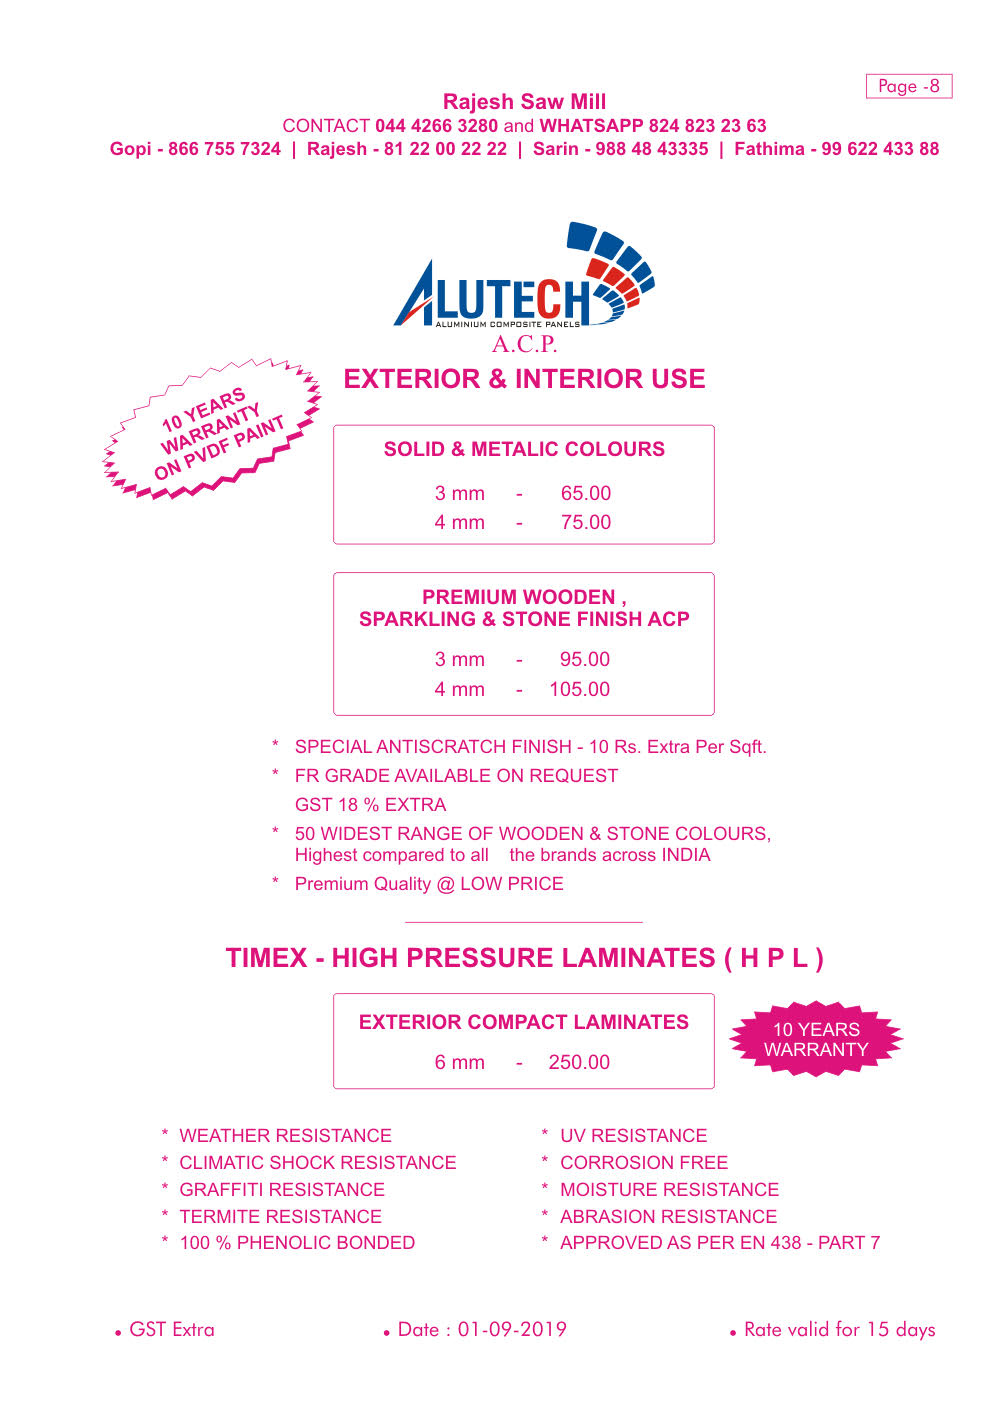 Page -8
Rajesh Saw Mill
CONTACT 044 4266 3280 and WHATSAPP 824 823 23 63
Gopi - 866 755 7324 | Rajesh - 81 22 00 22 22 | Sarin - 988 48 43335 | Fathima - 99 622 433 88
ALUTECH
ALUMINIUM COMPOSITE PANELS
A.C.P.
EXTERIOR & INTERIOR USE
10 YEARS
WARRANTY
ON PVDF PAINT
SOLID & METALIC COLOURS
3 mm - 65.00
4 mm - 75.00
PREMIUM WOODEN ,
SPARKLING & STONE FINISH ACP
3 mm - 95.00
4 mm - 105.00
* SPECIAL ANTISCRATCH FINISH - 10 Rs. Extra Per Sqft.
* FR GRADE AVAILABLE ON REQUEST
GST 18 % EXTRA
* 50 WIDEST RANGE OF WOODEN & STONE COLOURS,
Highest compared to all the brands across INDIA
* Premium Quality @ LOW PRICE
TIMEX - HIGH PRESSURE LAMINATES ( H P L )
EXTERIOR COMPACT LAMINATES
6 mm - 250.00
10 YEARS
WARRANTY
* WEATHER RESISTANCE
* CLIMATIC SHOCK RESISTANCE
* GRAFFITI RESISTANCE
* TERMITE RESISTANCE
* 100 % PHENOLIC BONDED
* UV RESISTANCE
* CORROSION FREE
* MOISTURE RESISTANCE
* ABRASION RESISTANCE
* APPROVED AS PER EN 438 - PART 7
• GST Extra
• Date : 01-09-2019
• Rate valid for 15 days